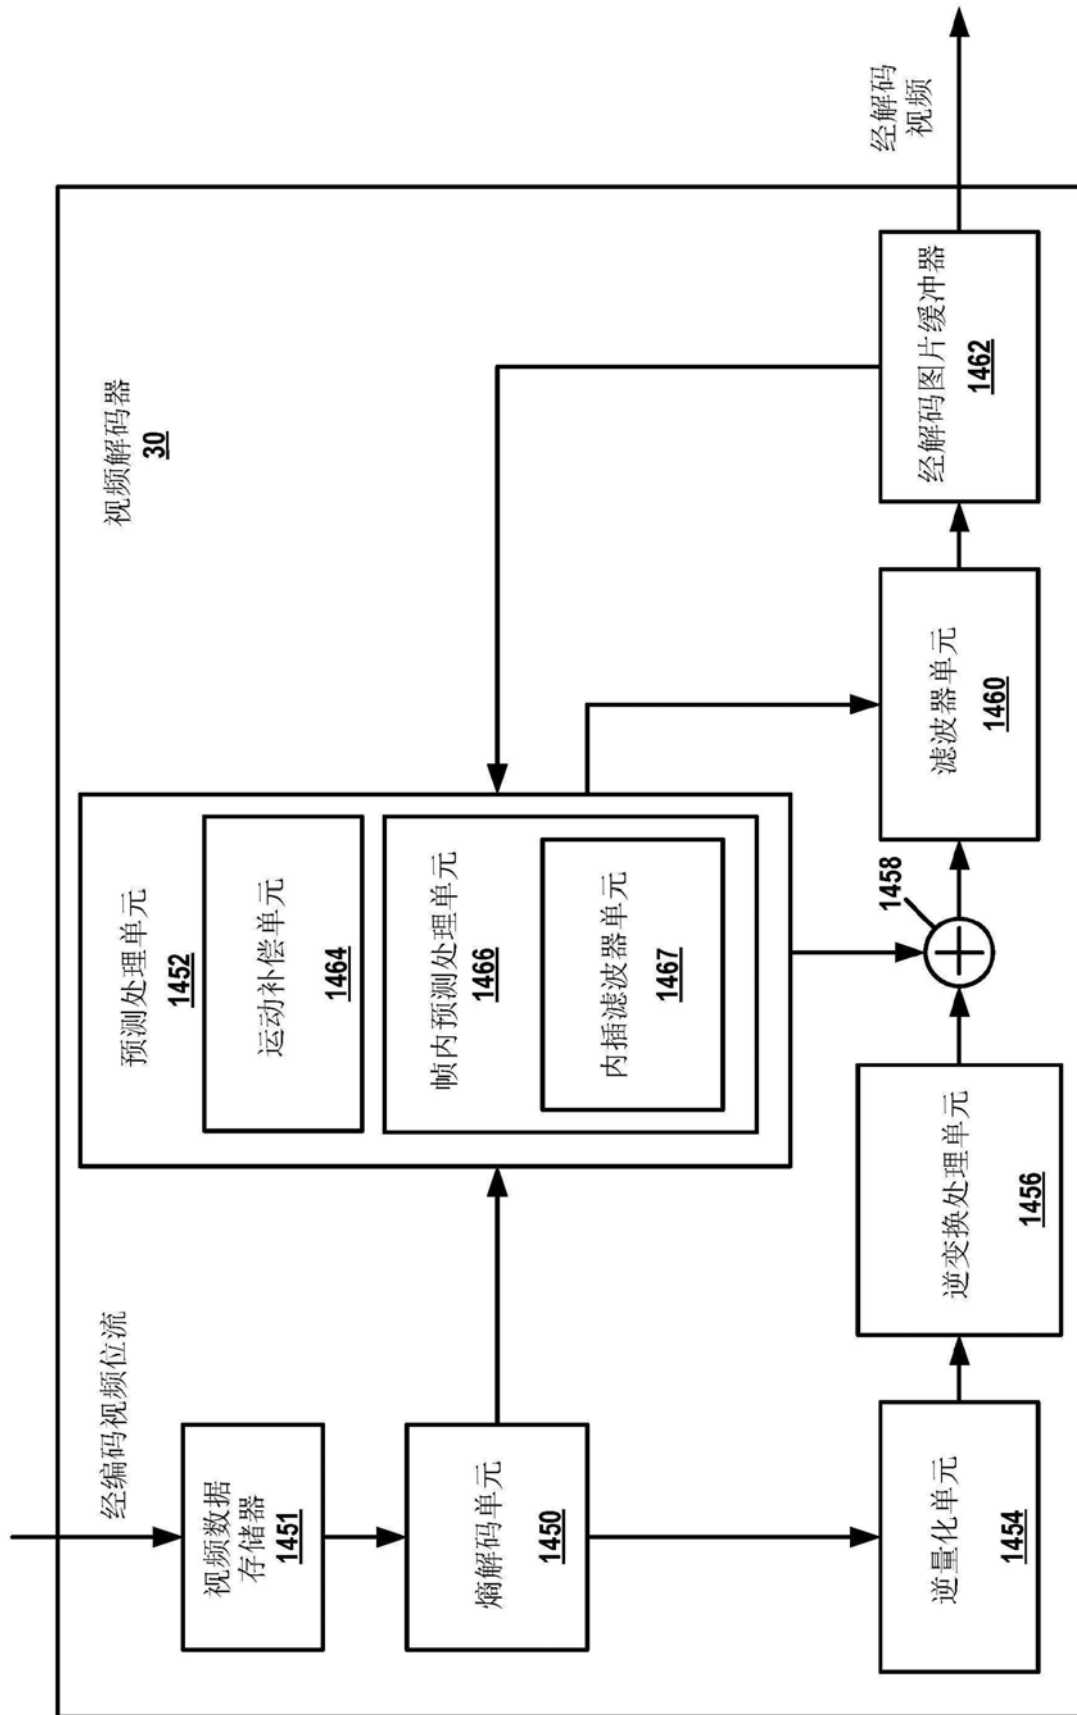 经编码视频位流
视频解码器
30
视频数据
存储器
1451
熵解码单元
1450
预测处理单元
1452
运动补偿单元
1464
帧内预测处理单元
1466
内插滤波器单元
1467
逆量化单元
1454
逆变换处理单元
1456
1458
滤波器单元
1460
经解码图片缓冲器
1462
经解码
视频